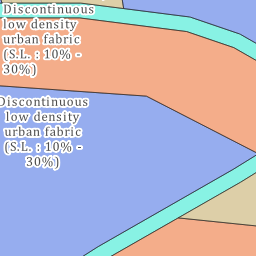 Discontinuous
low density
urban fabric
(S.L. : 10% -
30%)
Discontinuous
low density
urban fabric
(S.L. : 10% -
30%)